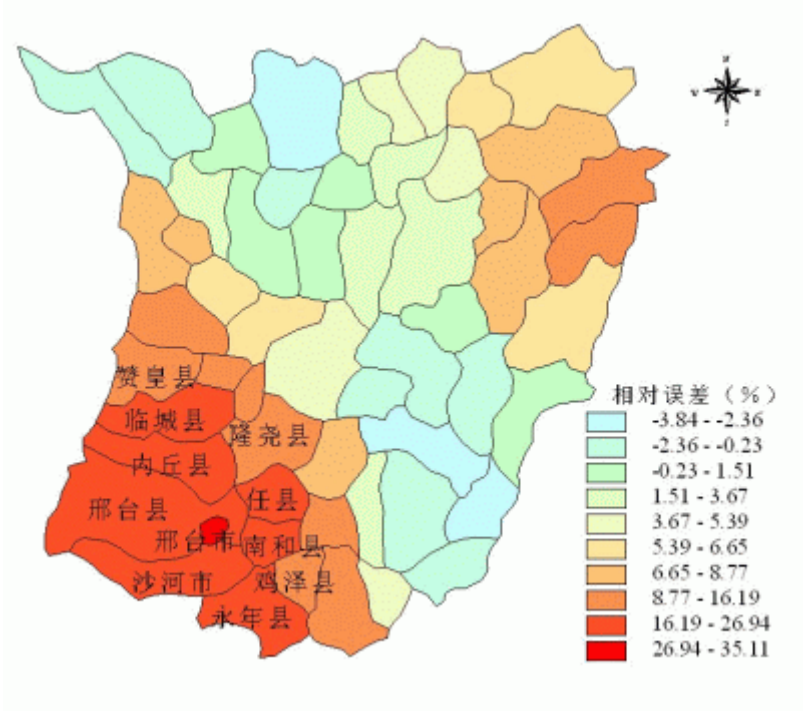 N
W
E
赞皇县
临城县
隆尧县
内丘县
任县
邢台县
邢台市
南和县
沙河市
鸡泽县
永年县
相对误差（%）
-3.84 - -2.36
-2.36 - -0.23
-0.23 - 1.51
1.51 - 3.67
3.67 - 5.39
5.39 - 6.65
6.65 - 8.77
8.77 - 16.19
16.19 - 26.94
26.94 - 35.11